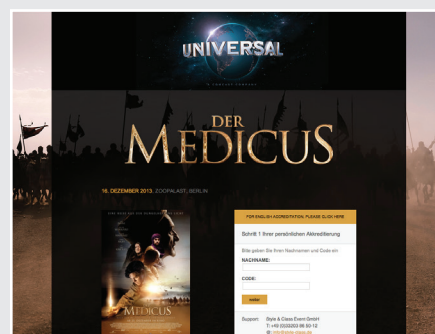 UNIVERSAL
A COMCAST COMPANY
DER
MEDICUS
16. DEZEMBER 2013. ZOOPALAST, BERLIN
MEDICUS
FOR ENGLISH ACCREDITATION, PLEASE CLICK HERE
Schritt 1 Ihrer persönlichen Akkreditierung
Bitte geben Sie Ihren Nachnamen und Code ein
NACHNAME:
CODE:
weiter
Support: Style & Class Event GmbH